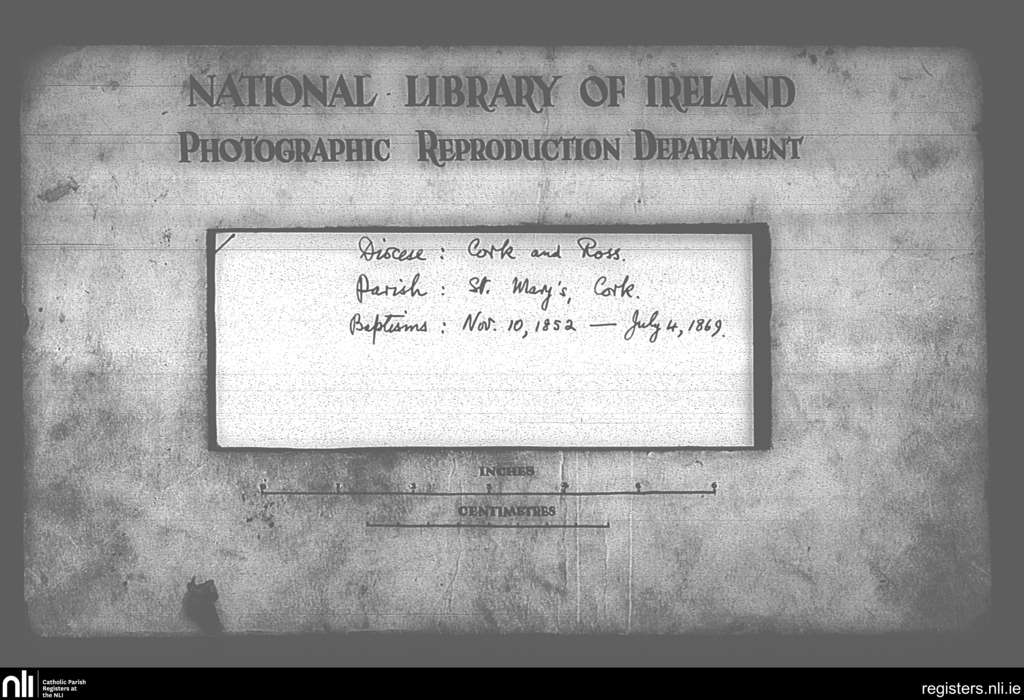 NATIONAL LIBRARY OF IRELAND
PHOTOGRAPHIC REPRODUCTION DEPARTMENT
Diocese : Cork and Ross.
Parish : St. Mary's, Cork.
Baptisms : Nov. 10, 1852 — July 4, 1869.
INCHES
CENTIMETRES
nli
Catholic Parish
Registers at
the NLI
registers.nli.ie